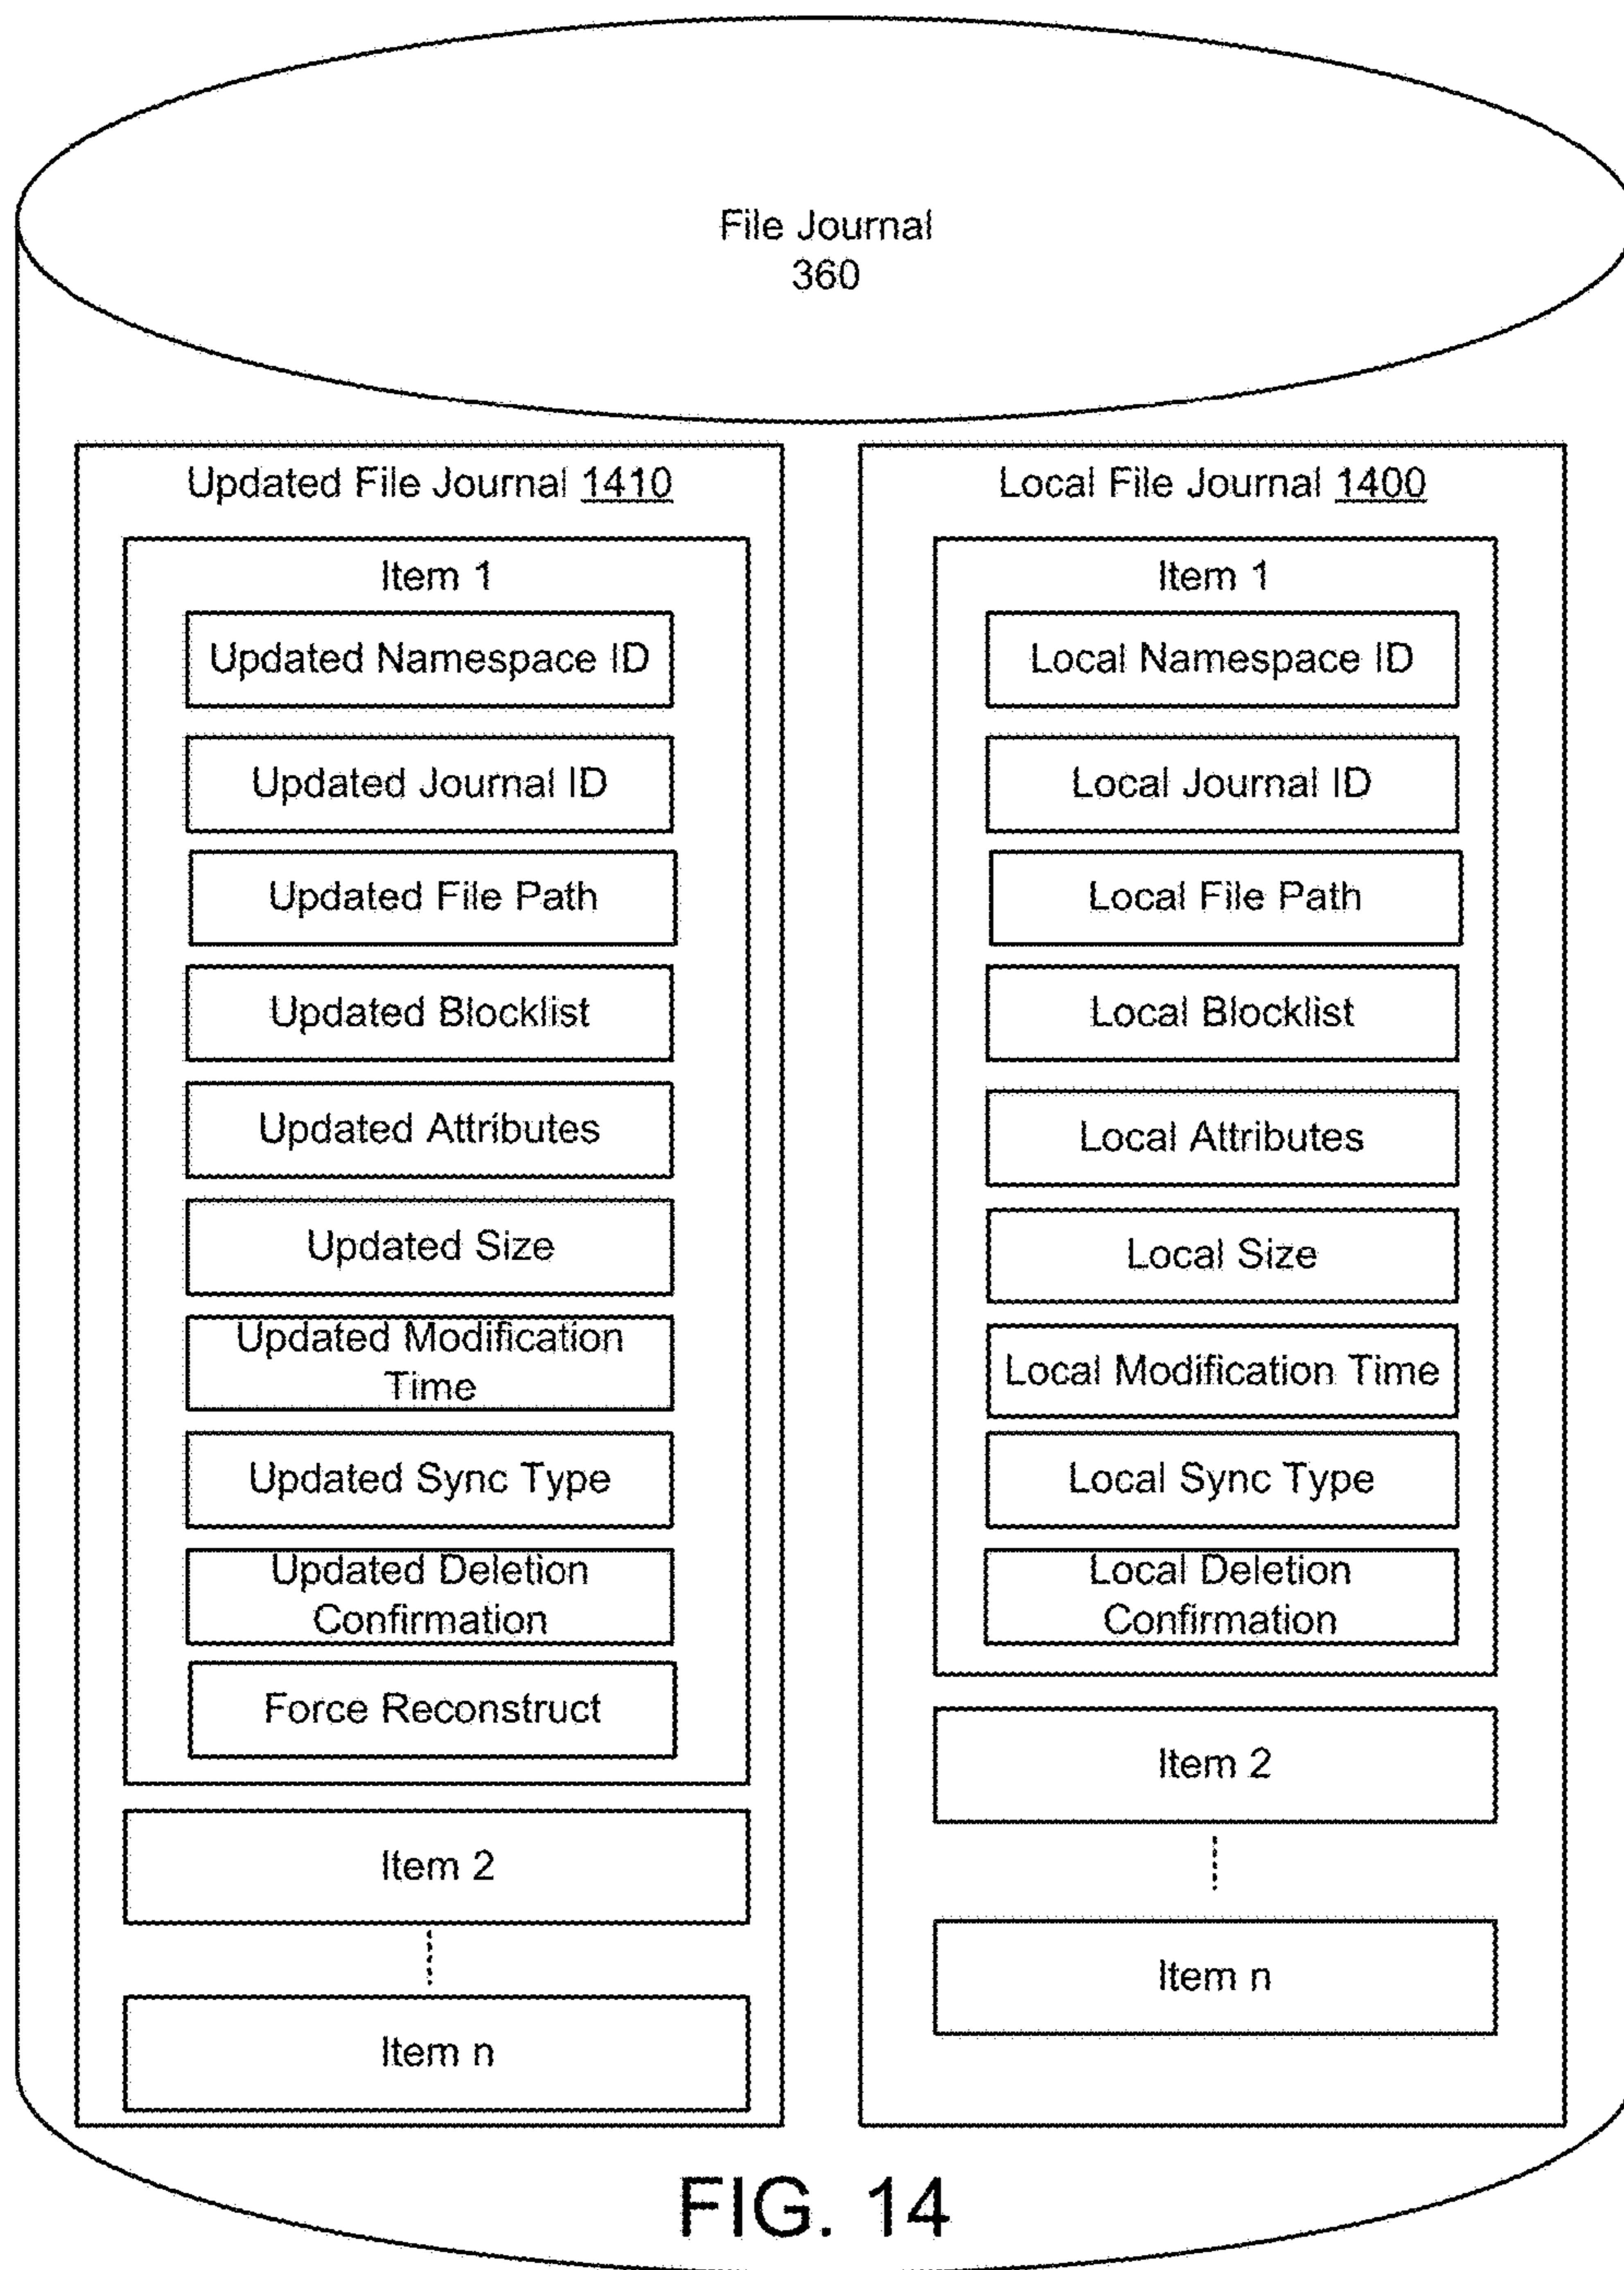 File Journal
360
Updated File Journal 1410
Item 1
Updated Namespace ID
Updated Journal ID
Updated File Path
Updated Blocklist
Updated Attributes
Updated Size
Updated Modification
Time
Updated Sync Type
Updated Deletion
Confirmation
Force Reconstruct
Item 2
Item n
Local File Journal 1400
Item 1
Local Namespace ID
Local Journal ID
Local File Path
Local Blocklist
Local Attributes
Local Size
Local Modification Time
Local Sync Type
Local Deletion
Confirmation
Item 2
Item n
FIG. 14